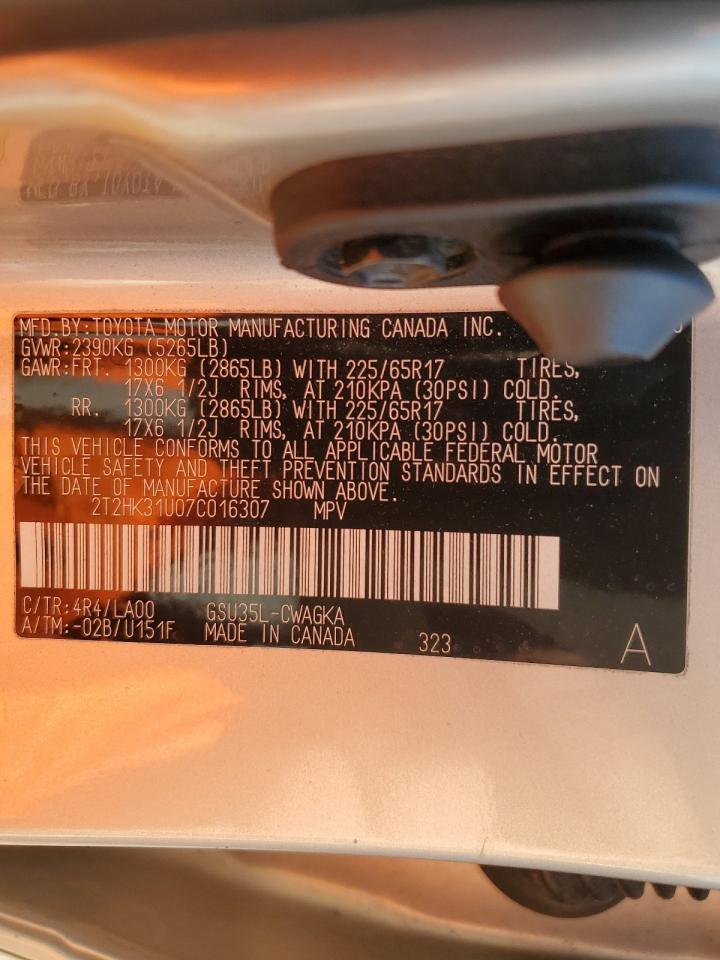 MFD.BY:TOYOTA MOTOR MANUFACTURING CANADA INC.
GVWR:2390KG (5265LB)
GAWR:FRT. 1300KG (2865LB) WITH 225/65R17 TIRES,
17X6 1/2J RIMS, AT 210KPA (30PSI) COLD.
RR. 1300KG (2865LB) WITH 225/65R17 TIRES,
17X6 1/2J RIMS, AT 210KPA (30PSI) COLD.
THIS VEHICLE CONFORMS TO ALL APPLICABLE FEDERAL MOTOR
VEHICLE SAFETY AND THEFT PREVENTION STANDARDS IN EFFECT ON
THE DATE OF MANUFACTURE SHOWN ABOVE.
2T2HK31U07C016307 MPV
C/TR:4R4/LA00 GSU35L-CWAGKA
A/TM:-02B/U151F MADE IN CANADA 323 A